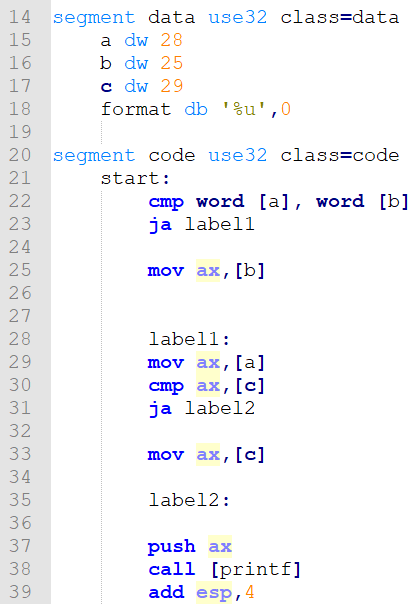 14 segment data use32 class=data
15 a dw 28
16 b dw 25
17 c dw 29
18 format db '%u',0
19
20 segment code use32 class=code
21 start:
22 cmp word [a], word [b]
23 ja label1
24
25 mov ax,[b]
26
27
28 label1:
29 mov ax,[a]
30 cmp ax,[c]
31 ja label2
32
33 mov ax,[c]
34
35 label2:
36
37 push ax
38 call [printf]
39 add esp,4